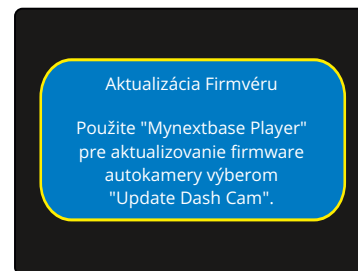 Aktualizácia Firmvéru
Použite "Mynextbase Player"
pre aktualizovanie firmware
autokamery výberom
"Update Dash Cam".